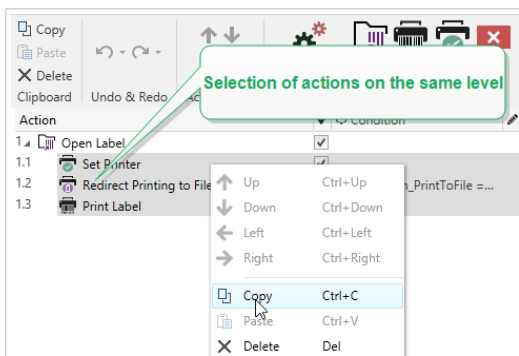 Copy
Paste
Delete
Clipboard Undo & Redo
Selection of actions on the same level
Action Condition
1 Open Label
1.1 Set Printer
1.2 Redirect Printing to File
1.3 Print Label
Up Ctrl+Up
Down Ctrl+Down
Left Ctrl+Left
Right Ctrl+Right
Copy Ctrl+C
Paste Ctrl+V
Delete Del